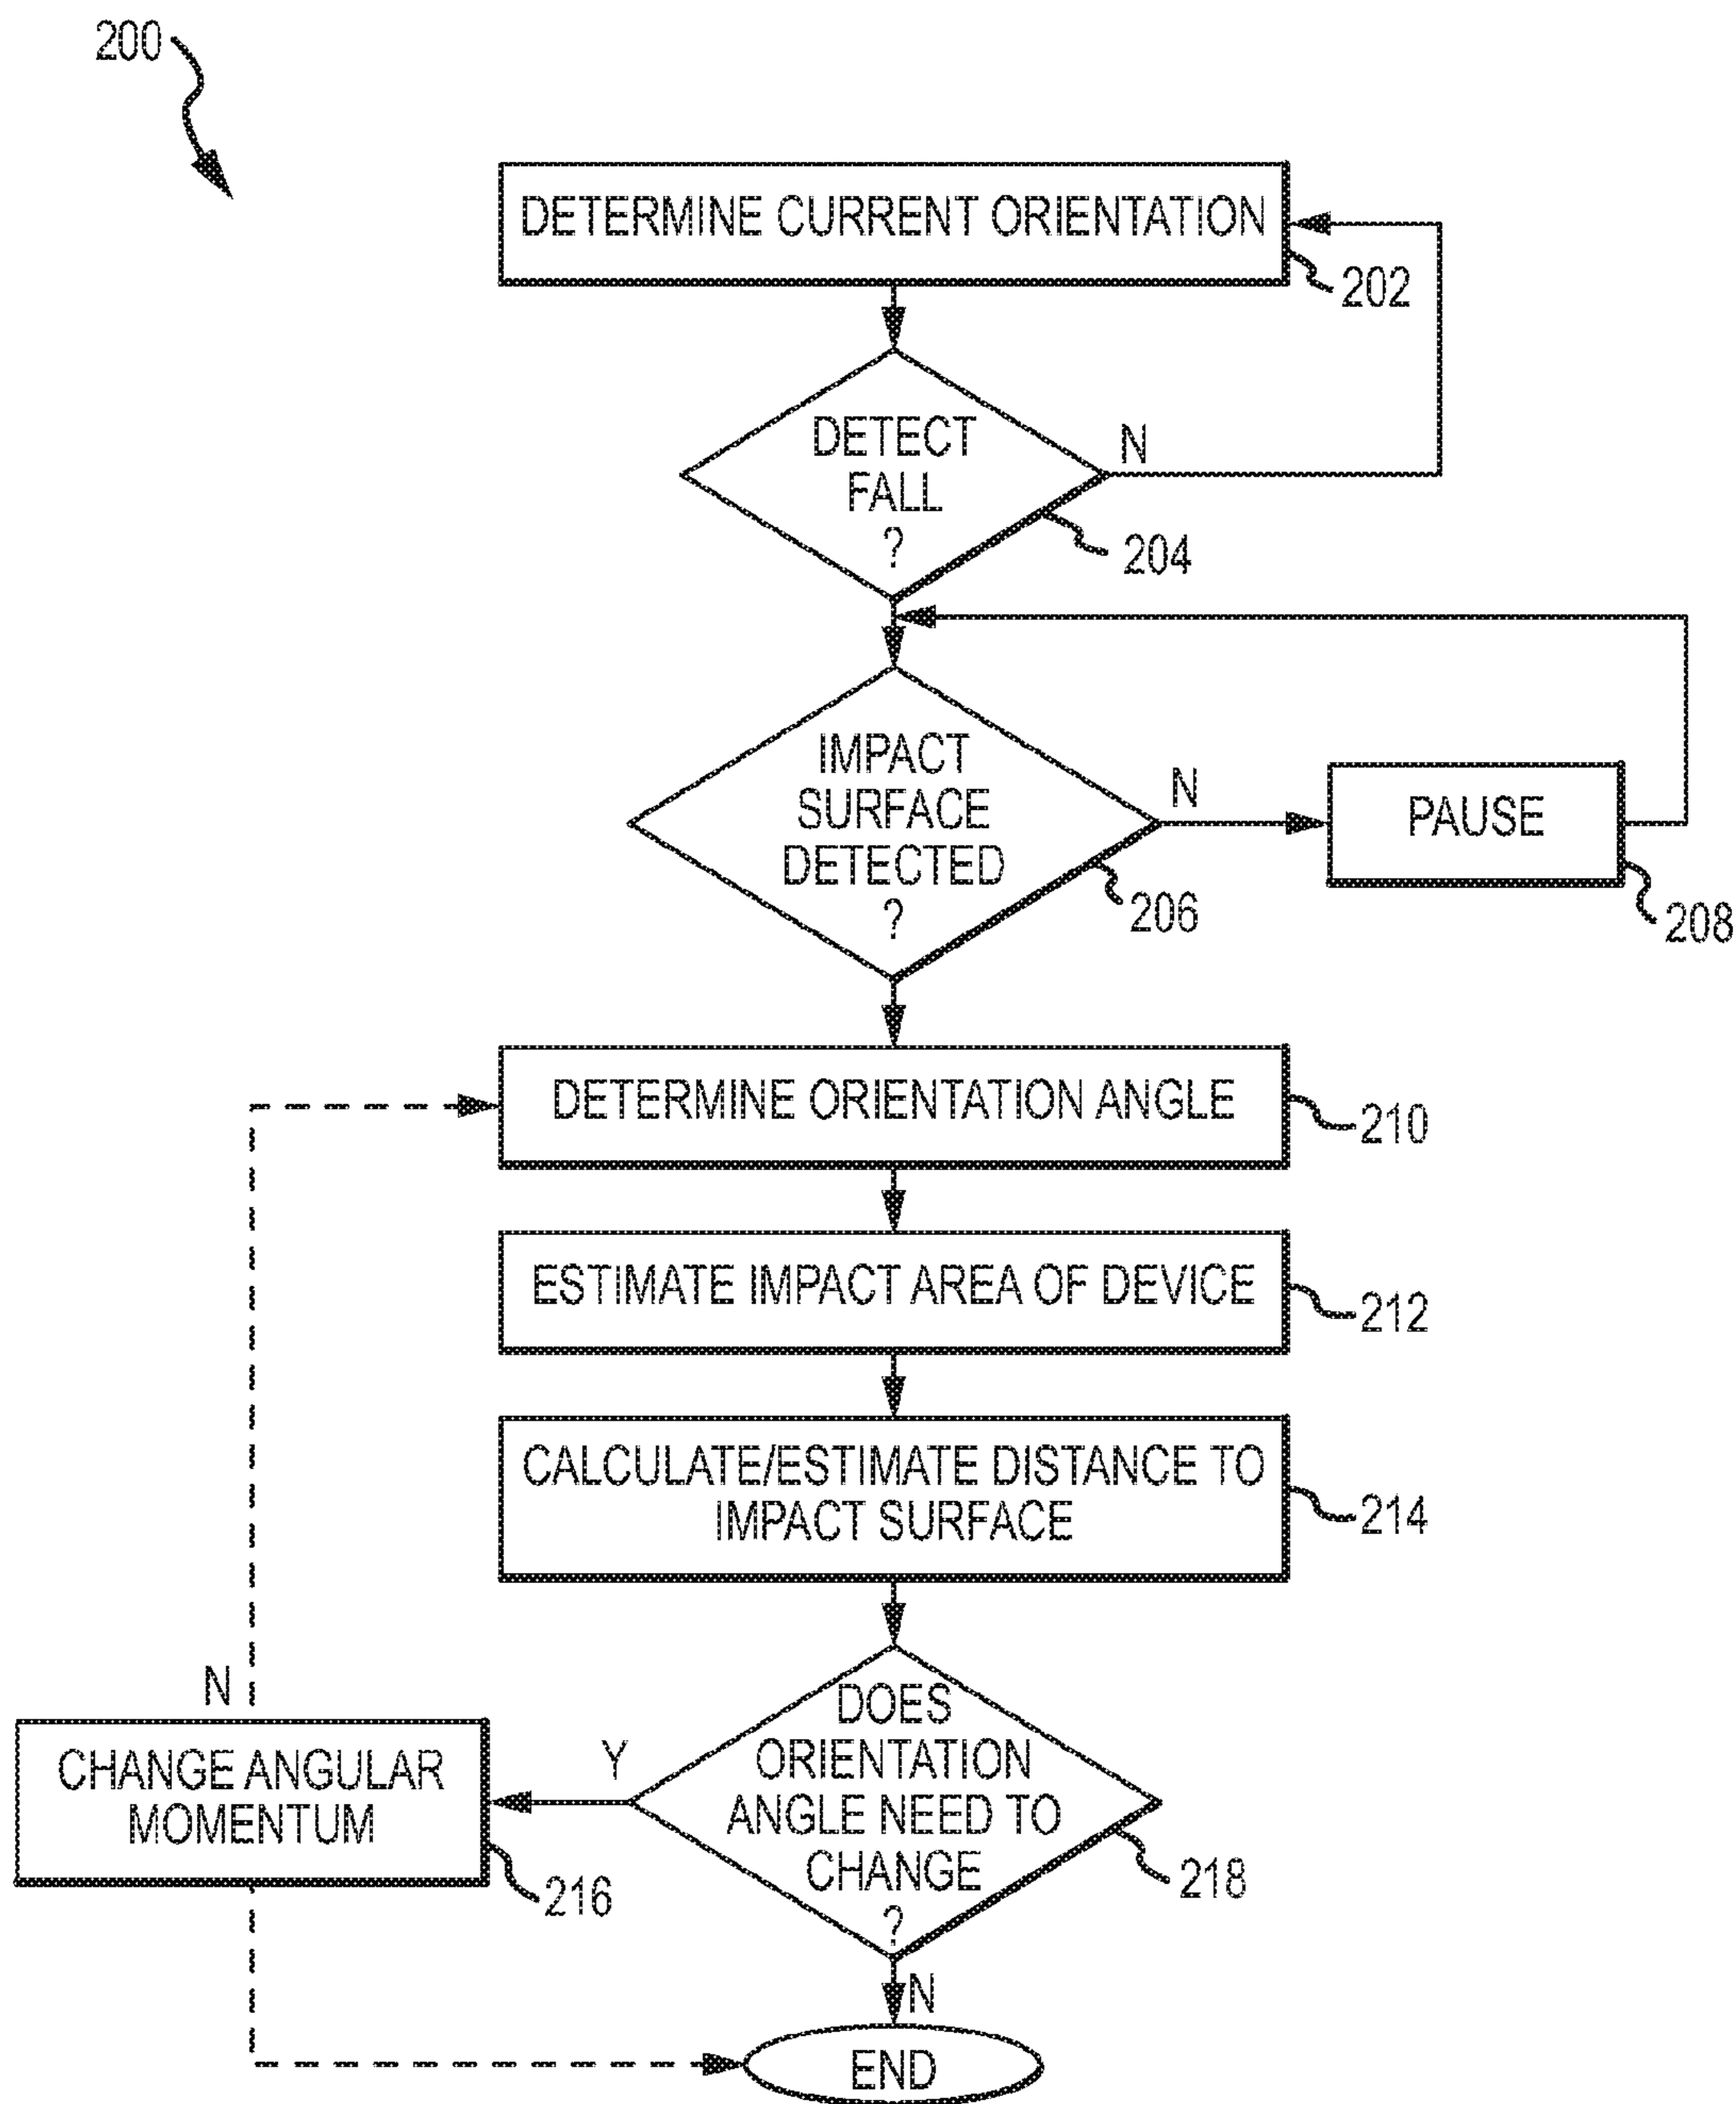 200
DETERMINE CURRENT ORIENTATION
202
DETECT
FALL
?
N
204
IMPACT
SURFACE
DETECTED
?
N
206
PAUSE
208
DETERMINE ORIENTATION ANGLE
210
ESTIMATE IMPACT AREA OF DEVICE
212
CALCULATE/ESTIMATE DISTANCE TO
IMPACT SURFACE
214
DOES
ORIENTATION
ANGLE NEED TO
CHANGE
?
218
Y
N
CHANGE ANGULAR
MOMENTUM
216
N
END